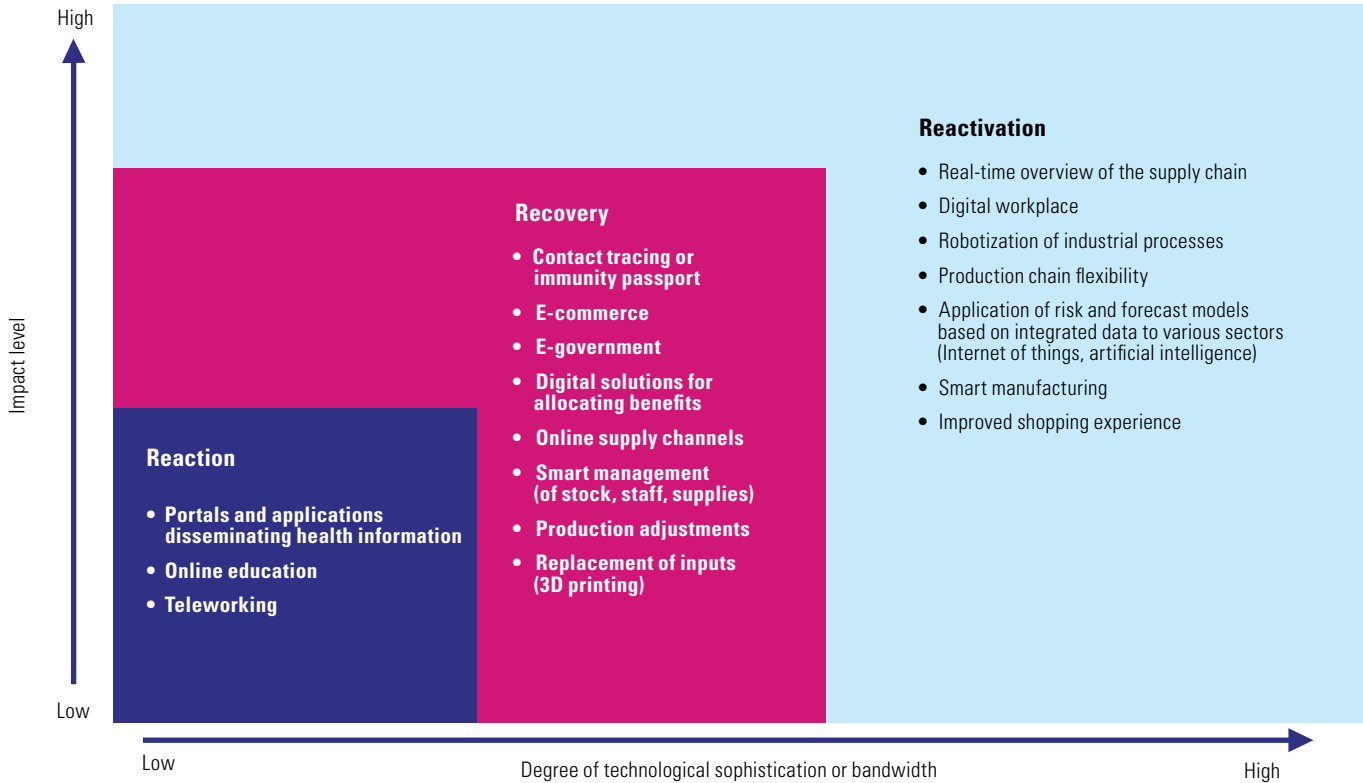 High
Impact level
Low
Reaction
• Portals and applications
disseminating health information
• Online education
• Teleworking
Recovery
• Contact tracing or
immunity passport
• E-commerce
• E-government
• Digital solutions for
allocating benefits
• Online supply channels
• Smart management
(of stock, staff, supplies)
• Production adjustments
• Replacement of inputs
(3D printing)
Reactivation
• Real-time overview of the supply chain
• Digital workplace
• Robotization of industrial processes
• Production chain flexibility
• Application of risk and forecast models
based on integrated data to various sectors
(Internet of things, artificial intelligence)
• Smart manufacturing
• Improved shopping experience
Low
Degree of technological sophistication or bandwidth
High